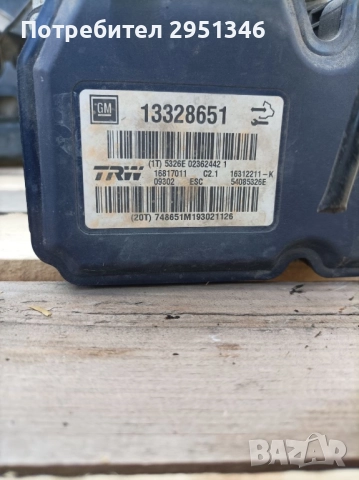 Потребител 2951346
GM 13328651
(1T) 5326E 02362442 1
TRW 16817011 C2.1 16312211-K
09302 ESC 54085326E
(20T) 748651M193021126
BAZAR